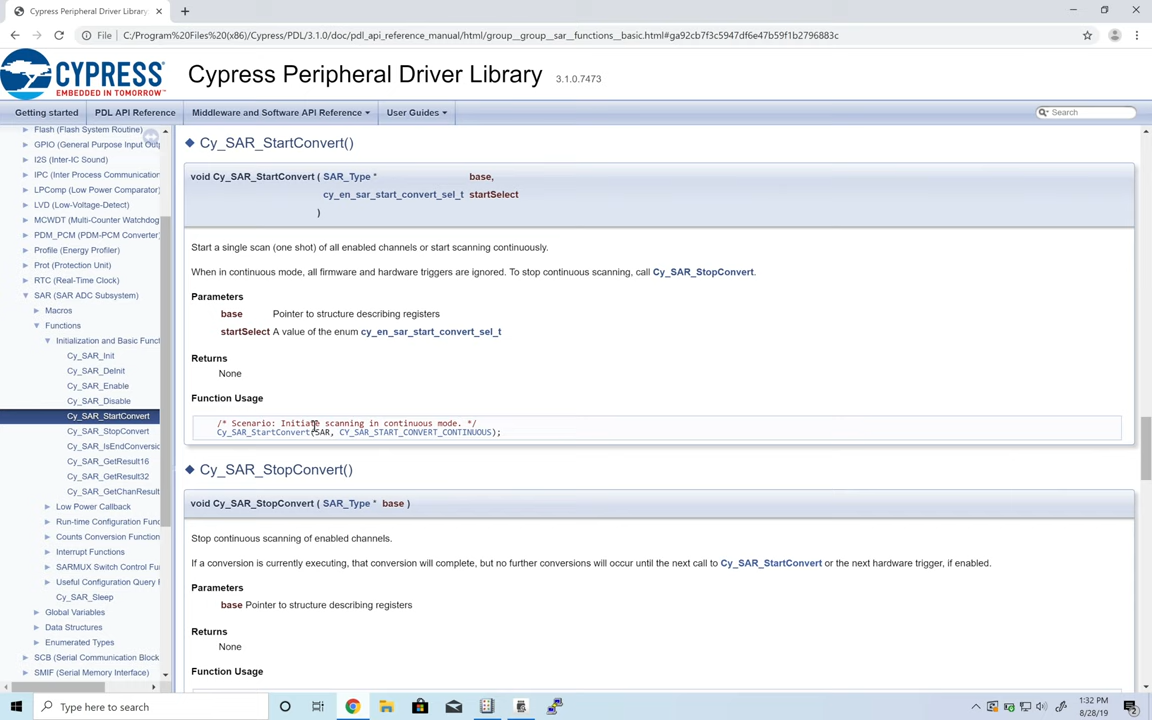 Cypress Peripheral Driver Library:
File C:/Program%20Files%20(x86)/Cypress/PDL/3.1.0/doc/pdl_api_reference_manual/html/group__group__sar__functions__basic.html#ga92cb7f3c5947df6e47b59f1b2796883c
CYPRESS
EMBEDDED IN TOMORROW™
Cypress Peripheral Driver Library 3.1.0.7473
Getting started PDL API Reference Middleware and Software API Reference User Guides Search
Flash (Flash System Routine)
GPIO (General Purpose Input Outp
I2S (Inter-IC Sound)
IPC (Inter Process Communication
LPComp (Low Power Comparator)
LVD (Low-Voltage-Detect)
MCWDT (Multi-Counter Watchdog
PDM_PCM (PDM-PCM Converter)
Profile (Energy Profiler)
Prot (Protection Unit)
RTC (Real-Time Clock)
SAR (SAR ADC Subsystem)
Macros
Functions
Initialization and Basic Funct
Cy_SAR_Init
Cy_SAR_DeInit
Cy_SAR_Enable
Cy_SAR_Disable
Cy_SAR_StartConvert
Cy_SAR_StopConvert
Cy_SAR_IsEndConversion
Cy_SAR_GetResult16
Cy_SAR_GetResult32
Cy_SAR_GetChanResult
Low Power Callback
Run-time Configuration Func
Counts Conversion Function
Interrupt Functions
SARMUX Switch Control Fu
Useful Configuration Query F
Cy_SAR_Sleep
Global Variables
Data Structures
Enumerated Types
SCB (Serial Communication Block
SMIF (Serial Memory Interface)
◆ Cy_SAR_StartConvert()
void Cy_SAR_StartConvert ( SAR_Type * base,
cy_en_sar_start_convert_sel_t startSelect
)
Start a single scan (one shot) of all enabled channels or start scanning continuously.
When in continuous mode, all firmware and hardware triggers are ignored. To stop continuous scanning, call Cy_SAR_StopConvert.
Parameters
base Pointer to structure describing registers
startSelect A value of the enum cy_en_sar_start_convert_sel_t
Returns
None
Function Usage
/* Scenario: Initiate scanning in continuous mode. */
Cy_SAR_StartConvert(SAR, CY_SAR_START_CONVERT_CONTINUOUS);
◆ Cy_SAR_StopConvert()
void Cy_SAR_StopConvert ( SAR_Type * base )
Stop continuous scanning of enabled channels.
If a conversion is currently executing, that conversion will complete, but no further conversions will occur until the next call to Cy_SAR_StartConvert or the next hardware trigger, if enabled.
Parameters
base Pointer to structure describing registers
Returns
None
Function Usage
Type here to search
1:32 PM
8/28/19
2